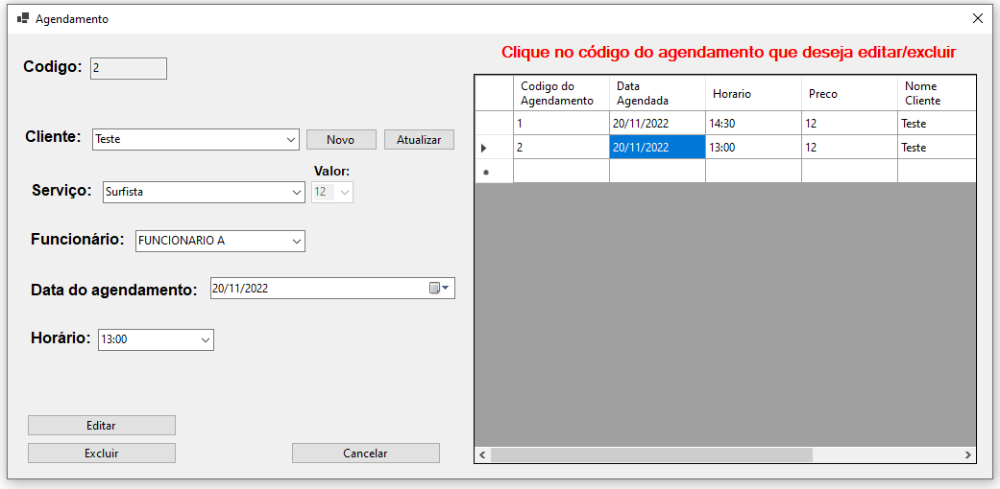 Agendamento
Clique no código do agendamento que deseja editar/excluir
Codigo: 2
Cliente: Teste Novo Atualizar
Valor:
Serviço: Surfista 12
Funcionário: FUNCIONARIO A
Data do agendamento: 20/11/2022
Horário: 13:00
Editar
Excluir Cancelar
Codigo do Agendamento Data Agendada Horario Preco Nome Cliente
1 20/11/2022 14:30 12 Teste
2 20/11/2022 13:00 12 Teste